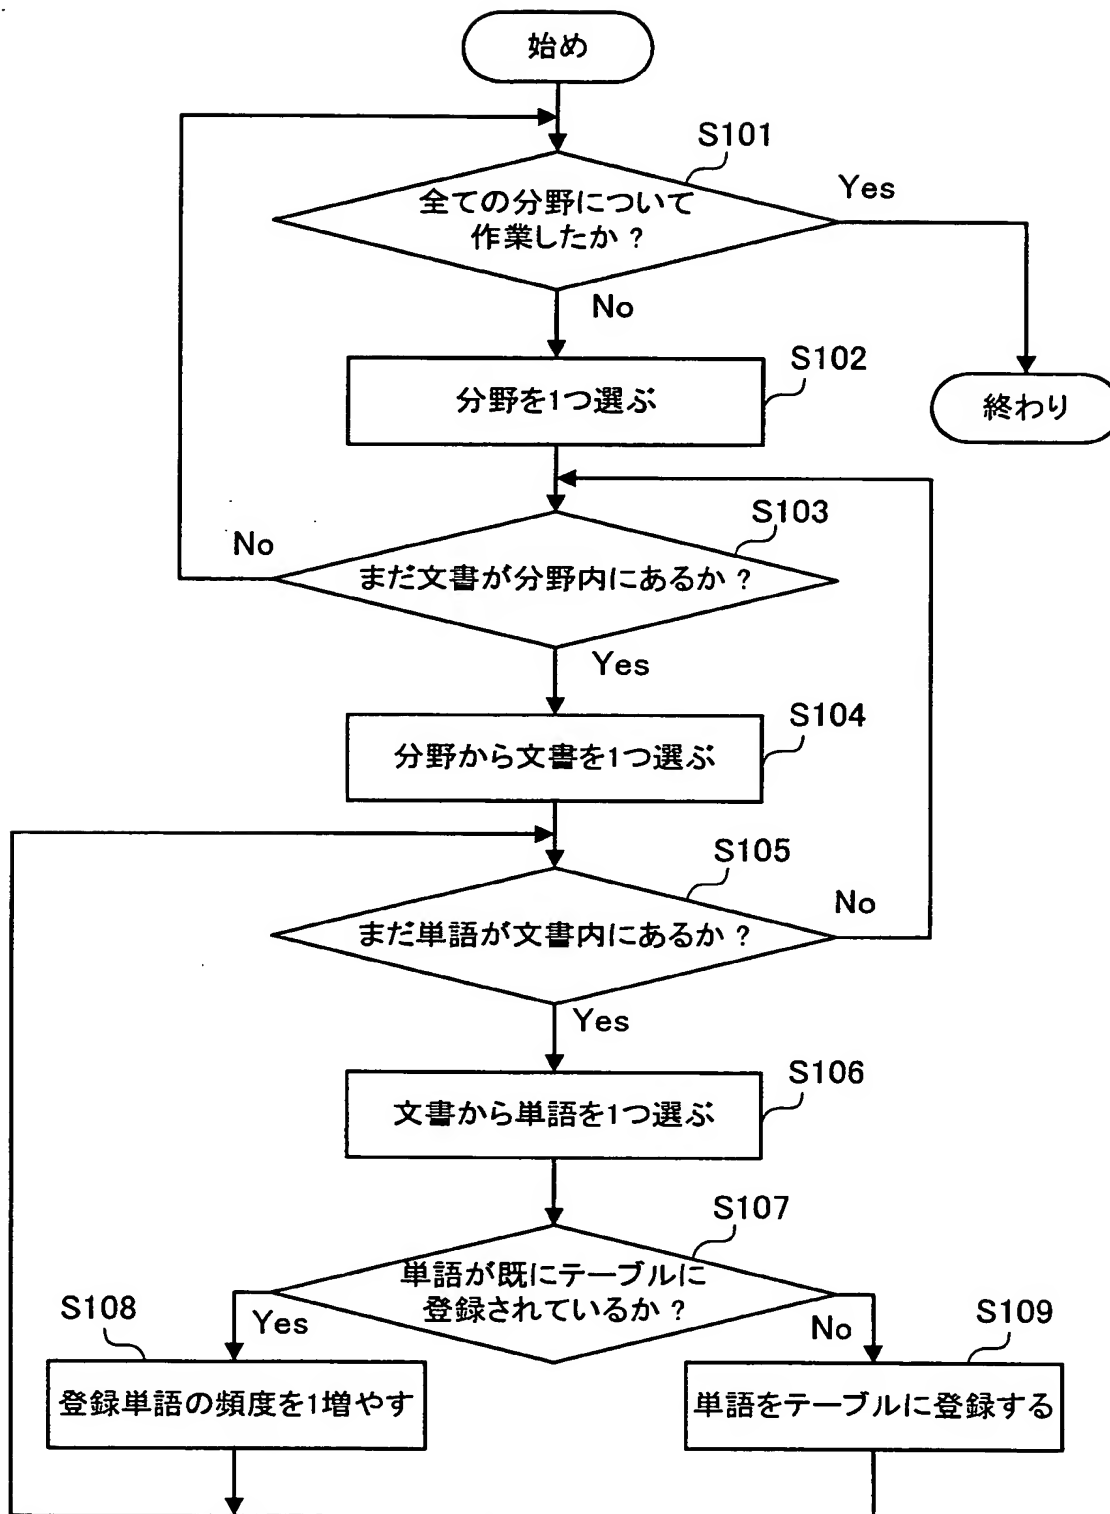 始め
S101
全ての分野について
作業したか？
Yes
No
S102
分野を1つ選ぶ
終わり
S103
No
まだ文書が分野内にあるか？
Yes
S104
分野から文書を1つ選ぶ
S105
まだ単語が文書内にあるか？
No
Yes
S106
文書から単語を1つ選ぶ
S107
単語が既にテーブルに
登録されているか？
S108
Yes
No
S109
登録単語の頻度を1増やす
単語をテーブルに登録する